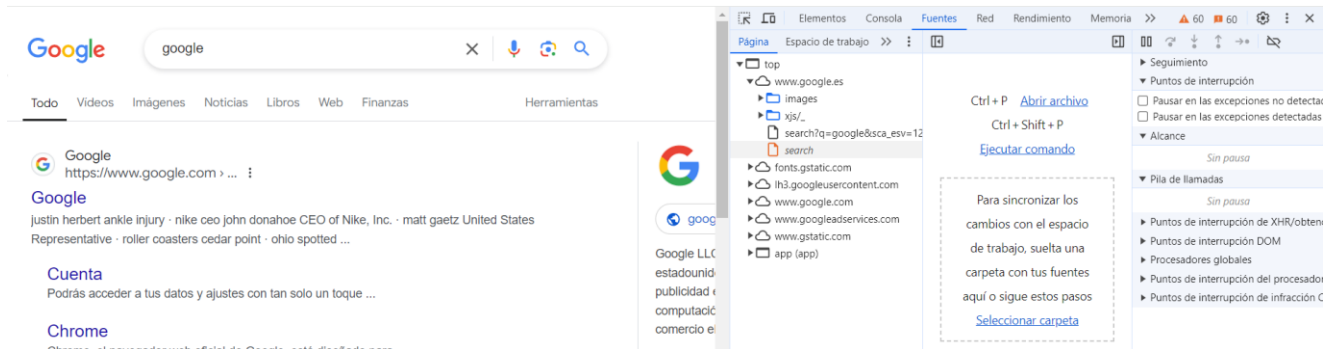 Google
google
Todo Vídeos Imágenes Noticias Libros Web Finanzas Herramientas
Google
https://www.google.com › ...
Google
justin herbert ankle injury · nike ceo john donahoe CEO of Nike, Inc. · matt gaetz United States
Representative · roller coasters cedar point · ohio spotted ...
Cuenta
Podrás acceder a tus datos y ajustes con tan solo un toque ...
Chrome
goog
Google LLC
estadounid
publicidad e
computació
comercio el
Elementos Consola Fuentes Red Rendimiento Memoria 60 60
Página Espacio de trabajo
top
www.google.es
images
xjs/_
search?q=google&sca_esv=12
search
fonts.gstatic.com
lh3.googleusercontent.com
www.google.com
www.googleadservices.com
www.gstatic.com
app (app)
Ctrl + P Abrir archivo
Ctrl + Shift + P
Ejecutar comando
Para sincronizar los
cambios con el espacio
de trabajo, suelta una
carpeta con tus fuentes
aquí o sigue estos pasos
Seleccionar carpeta
Seguimiento
Puntos de interrupción
Pausar en las excepciones no detectad
Pausar en las excepciones detectadas
Alcance
Sin pausa
Pila de llamadas
Sin pausa
Puntos de interrupción de XHR/obtenc
Puntos de interrupción DOM
Procesadores globales
Puntos de interrupción del procesador
Puntos de interrupción de infracción C